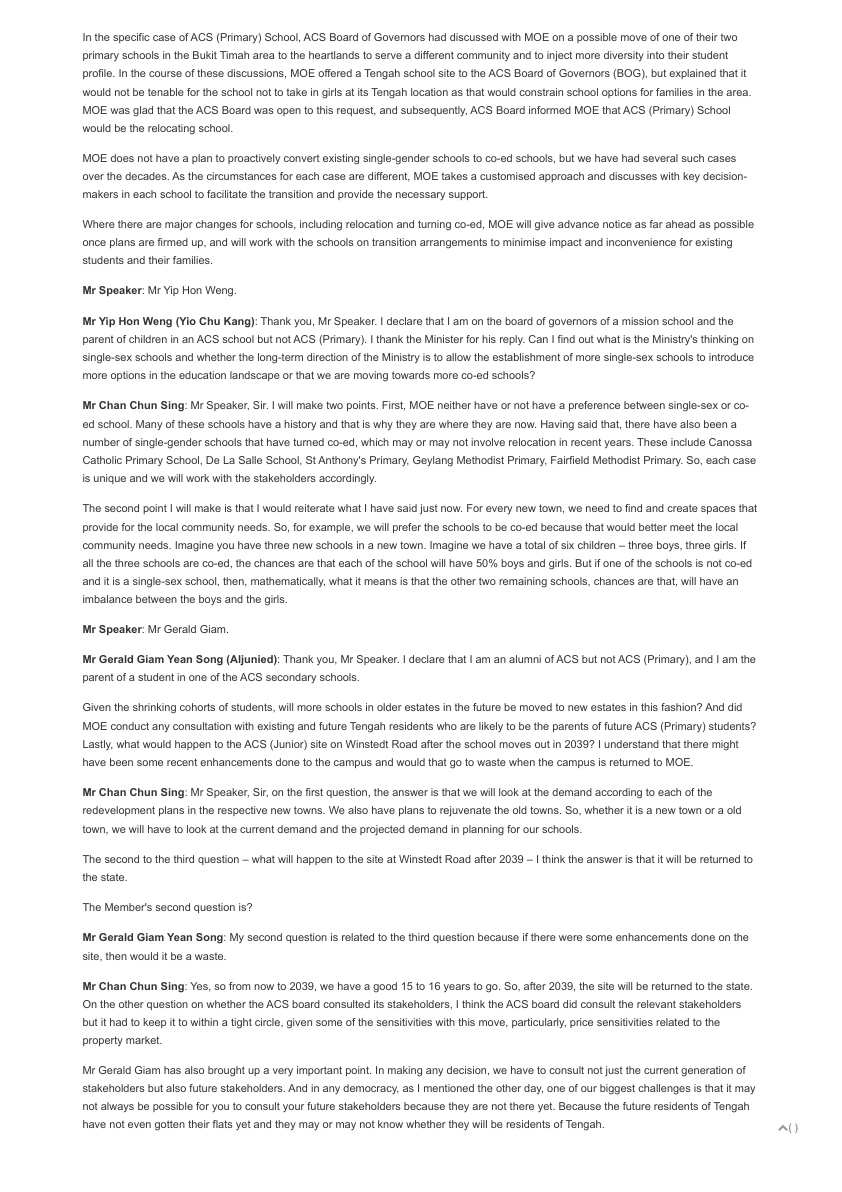 In the specific case of ACS (Primary) School, ACS Board of Governors had discussed with MOE on a possible move of one of their two
primary schools in the Bukit Timah area to the heartlands to serve a different community and to inject more diversity into their student
profile. In the course of these discussions, MOE offered a Tengah school site to the ACS Board of Governors (BOG), but explained that it
would not be tenable for the school not to take in girls at its Tengah location as that would constrain school options for families in the area.
MOE was glad that the ACS Board was open to this request, and subsequently, ACS Board informed MOE that ACS (Primary) School
would be the relocating school.
MOE does not have a plan to proactively convert existing single-gender schools to co-ed schools, but we have had several such cases
over the decades. As the circumstances for each case are different, MOE takes a customised approach and discusses with key decision-
makers in each school to facilitate the transition and provide the necessary support.
Where there are major changes for schools, including relocation and turning co-ed, MOE will give advance notice as far ahead as possible
once plans are firmed up, and will work with the schools on transition arrangements to minimise impact and inconvenience for existing
students and their families.
Mr Speaker: Mr Yip Hon Weng.
Mr Yip Hon Weng (Yio Chu Kang): Thank you, Mr Speaker. I declare that I am on the board of governors of a mission school and the
parent of children in an ACS school but not ACS (Primary). I thank the Minister for his reply. Can I find out what is the Ministry's thinking on
single-sex schools and whether the long-term direction of the Ministry is to allow the establishment of more single-sex schools to introduce
more options in the education landscape or that we are moving towards more co-ed schools?
Mr Chan Chun Sing: Mr Speaker, Sir. I will make two points. First, MOE neither have or not have a preference between single-sex or co-
ed school. Many of these schools have a history and that is why they are where they are now. Having said that, there have also been a
number of single-gender schools that have turned co-ed, which may or may not involve relocation in recent years. These include Canossa
Catholic Primary School, De La Salle School, St Anthony's Primary, Geylang Methodist Primary, Fairfield Methodist Primary. So, each case
is unique and we will work with the stakeholders accordingly.
The second point I will make is that I would reiterate what I have said just now. For every new town, we need to find and create spaces that
provide for the local community needs. So, for example, we will prefer the schools to be co-ed because that would better meet the local
community needs. Imagine you have three new schools in a new town. Imagine we have a total of six children – three boys, three girls. If
all the three schools are co-ed, the chances are that each of the school will have 50% boys and girls. But if one of the schools is not co-ed
and it is a single-sex school, then, mathematically, what it means is that the other two remaining schools, chances are that, will have an
imbalance between the boys and the girls.
Mr Speaker: Mr Gerald Giam.
Mr Gerald Giam Yean Song (Aljunied): Thank you, Mr Speaker. I declare that I am an alumni of ACS but not ACS (Primary), and I am the
parent of a student in one of the ACS secondary schools.
Given the shrinking cohorts of students, will more schools in older estates in the future be moved to new estates in this fashion? And did
MOE conduct any consultation with existing and future Tengah residents who are likely to be the parents of future ACS (Primary) students?
Lastly, what would happen to the ACS (Junior) site on Winstedt Road after the school moves out in 2039? I understand that there might
have been some recent enhancements done to the campus and would that go to waste when the campus is returned to MOE.
Mr Chan Chun Sing: Mr Speaker, Sir, on the first question, the answer is that we will look at the demand according to each of the
redevelopment plans in the respective new towns. We also have plans to rejuvenate the old towns. So, whether it is a new town or a old
town, we will have to look at the current demand and the projected demand in planning for our schools.
The second to the third question – what will happen to the site at Winstedt Road after 2039 – I think the answer is that it will be returned to
the state.
The Member's second question is?
Mr Gerald Giam Yean Song: My second question is related to the third question because if there were some enhancements done on the
site, then would it be a waste.
Mr Chan Chun Sing: Yes, so from now to 2039, we have a good 15 to 16 years to go. So, after 2039, the site will be returned to the state.
On the other question on whether the ACS board consulted its stakeholders, I think the ACS board did consult the relevant stakeholders
but it had to keep it to within a tight circle, given some of the sensitivities with this move, particularly, price sensitivities related to the
property market.
Mr Gerald Giam has also brought up a very important point. In making any decision, we have to consult not just the current generation of
stakeholders but also future stakeholders. And in any democracy, as I mentioned the other day, one of our biggest challenges is that it may
not always be possible for you to consult your future stakeholders because they are not there yet. Because the future residents of Tengah
have not even gotten their flats yet and they may or may not know whether they will be residents of Tengah.
( )